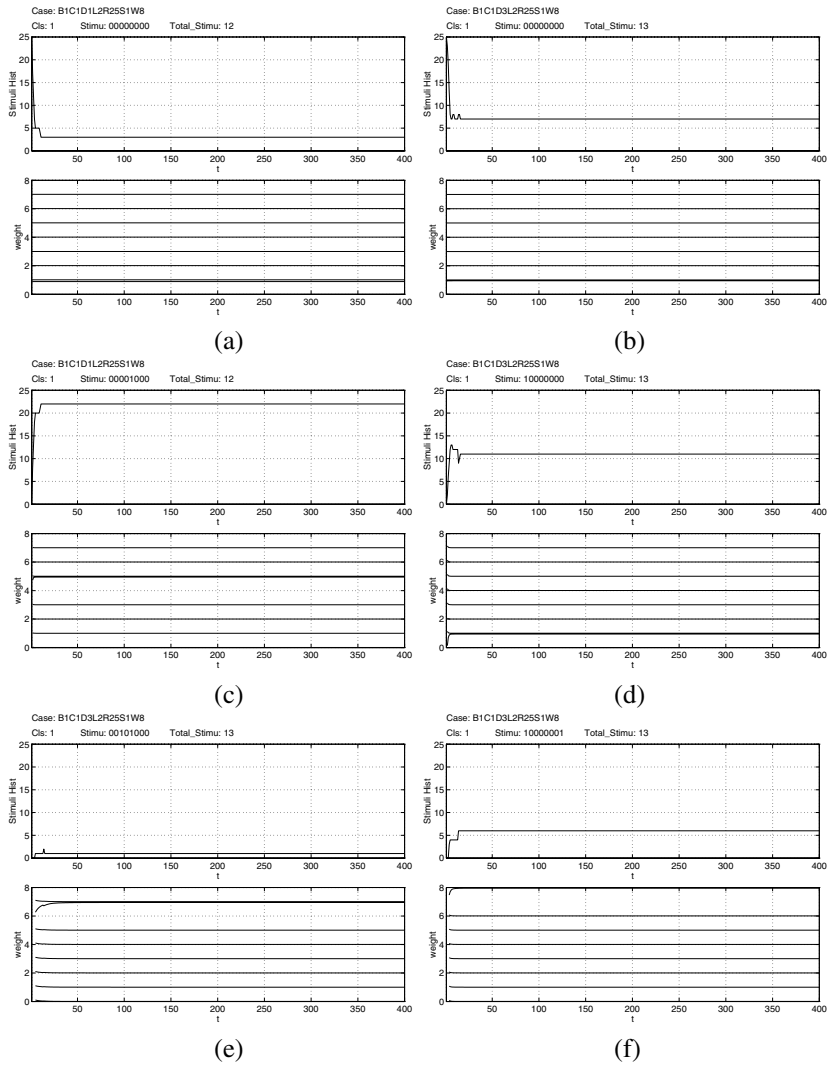 Case: B1C1D1L2R25S1W8
Cls: 1 Stimu: 00000000 Total_Stimu: 12
25
20
15
10
5
0
Stimuli Hist
50 100 150 200 250 300 350 400
t
8
6
4
2
0
weight
50 100 150 200 250 300 350 400
t
(a)
Case: B1C1D3L2R25S1W8
Cls: 1 Stimu: 00000000 Total_Stimu: 13
25
20
15
10
5
0
Stimuli Hist
50 100 150 200 250 300 350 400
t
8
6
4
2
0
weight
50 100 150 200 250 300 350 400
t
(b)
Case: B1C1D1L2R25S1W8
Cls: 1 Stimu: 00001000 Total_Stimu: 12
25
20
15
10
5
0
Stimuli Hist
50 100 150 200 250 300 350 400
t
8
6
4
2
0
weight
50 100 150 200 250 300 350 400
t
(c)
Case: B1C1D3L2R25S1W8
Cls: 1 Stimu: 10000000 Total_Stimu: 13
25
20
15
10
5
0
Stimuli Hist
50 100 150 200 250 300 350 400
t
8
6
4
2
0
weight
50 100 150 200 250 300 350 400
t
(d)
Case: B1C1D3L2R25S1W8
Cls: 1 Stimu: 00101000 Total_Stimu: 13
25
20
15
10
5
0
Stimuli Hist
50 100 150 200 250 300 350 400
t
8
6
4
2
0
weight
50 100 150 200 250 300 350 400
t
(e)
Case: B1C1D3L2R25S1W8
Cls: 1 Stimu: 10000001 Total_Stimu: 13
25
20
15
10
5
0
Stimuli Hist
50 100 150 200 250 300 350 400
t
8
6
4
2
0
weight
50 100 150 200 250 300 350 400
t
(f)